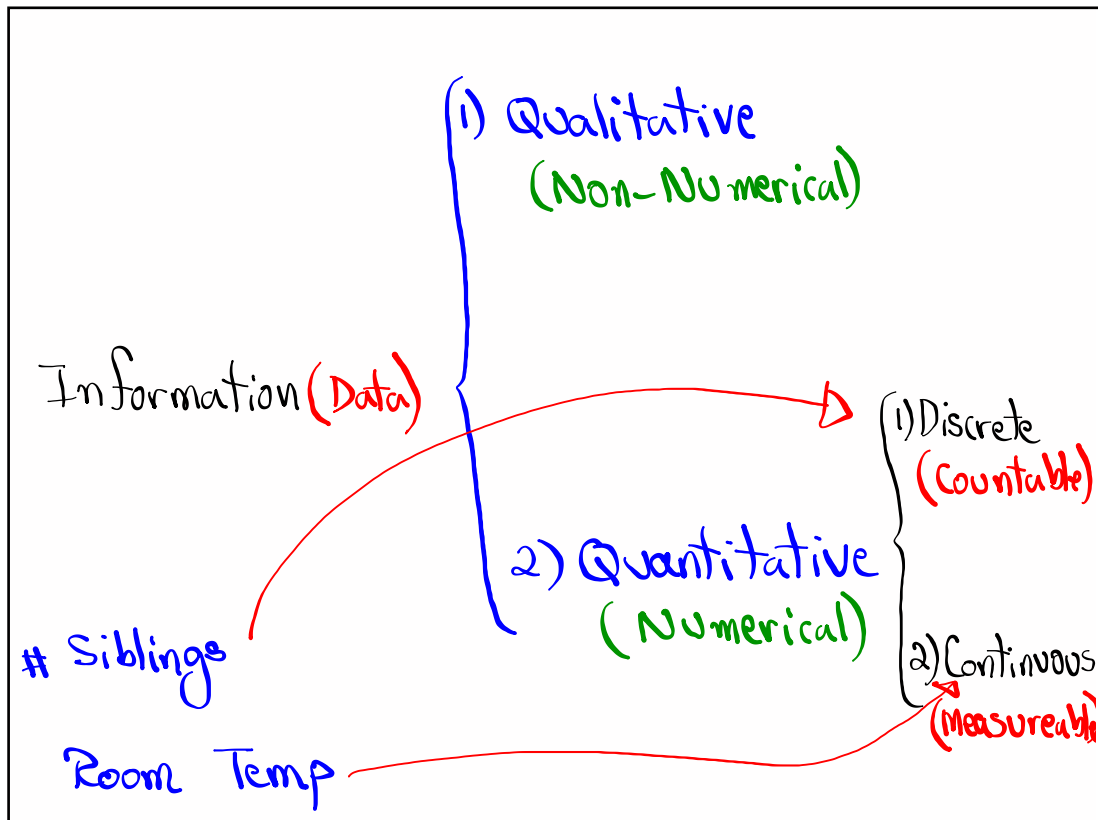 1) Qualitative
(Non-Numerical)
Information (Data)
1) Discrete
(Countable)
2) Quantitative
(Numerical)
2) Continuous
(Measureable)
# Siblings
Room Temp